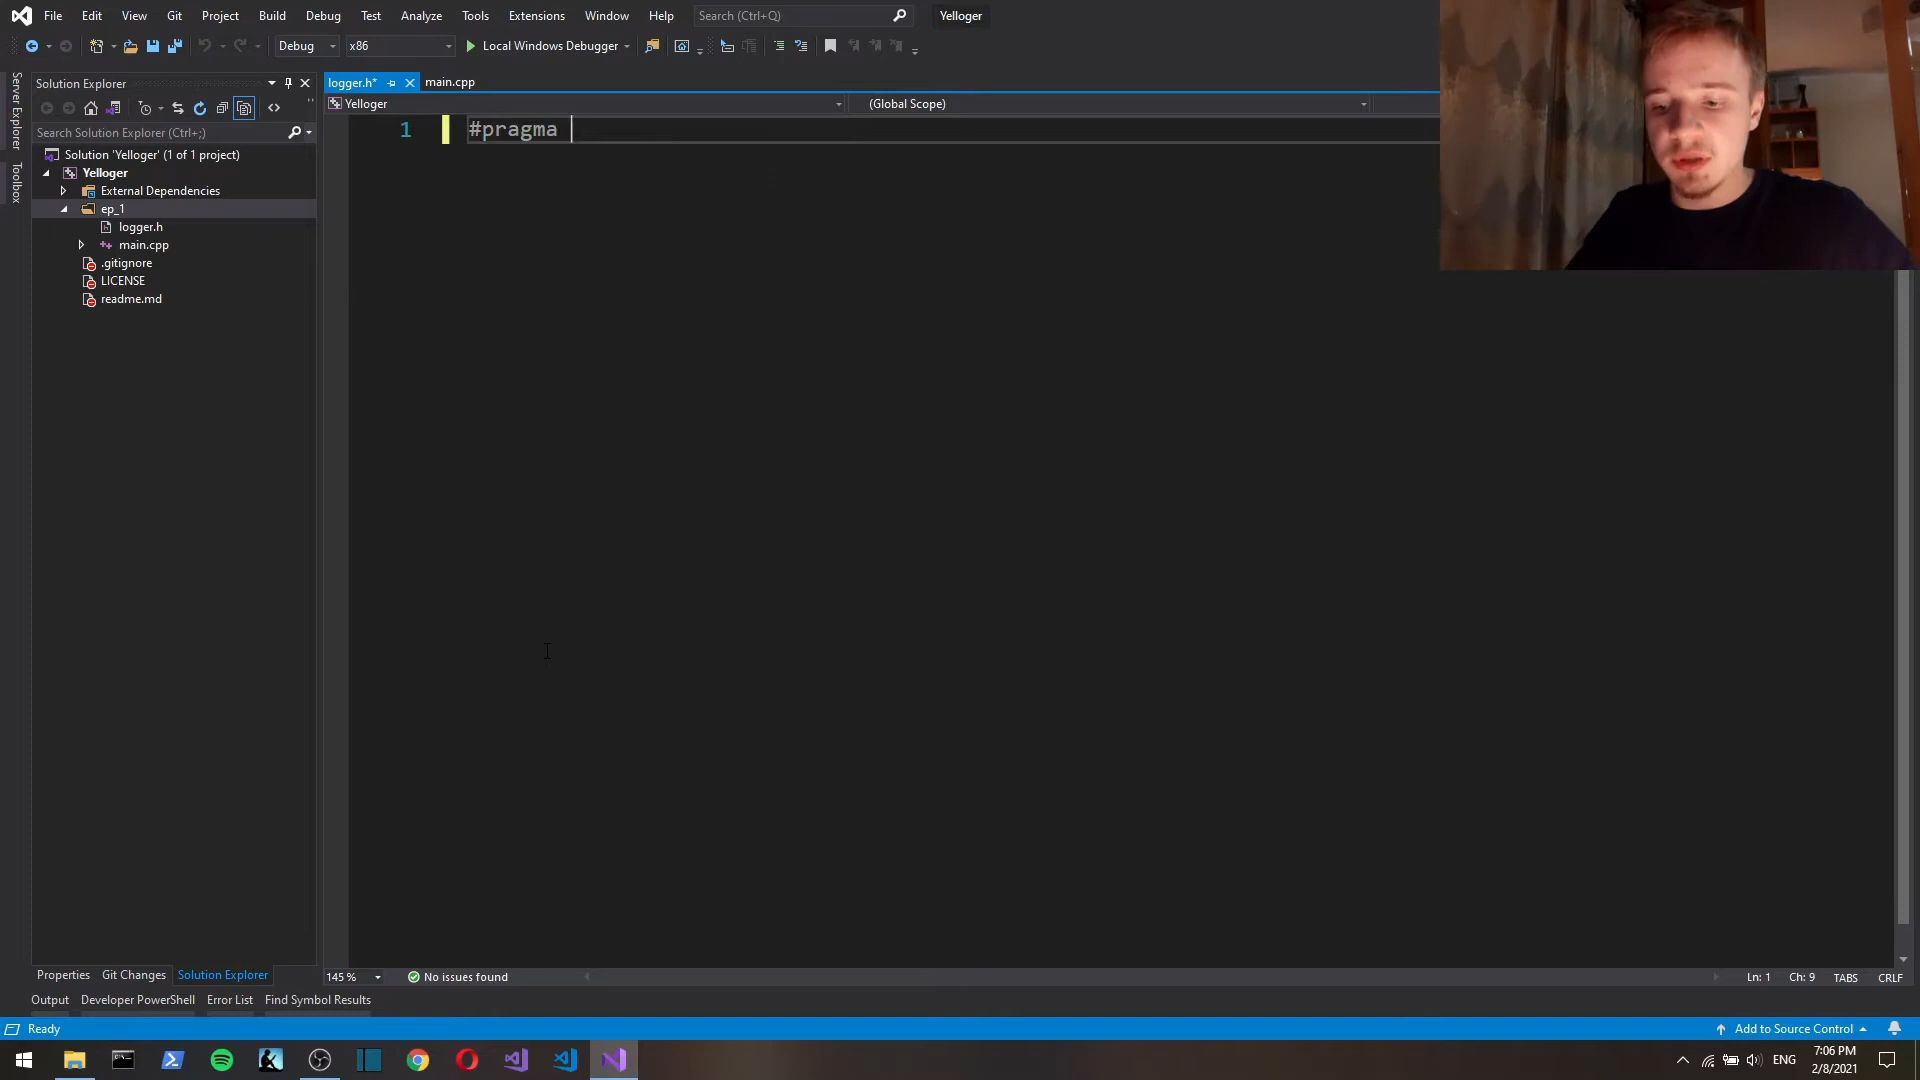 File Edit View Git Project Build Debug Test Analyze Tools Extensions Window Help Search (Ctrl+Q) Yelloger
Debug x86 Local Windows Debugger
Server Explorer
Toolbox
Solution Explorer
Search Solution Explorer (Ctrl+;)
Solution 'Yelloger' (1 of 1 project)
Yelloger
External Dependencies
ep_1
logger.h
main.cpp
.gitignore
LICENSE
readme.md
logger.h* main.cpp
Yelloger (Global Scope)
1 #pragma
145 % No issues found Ln: 1 Ch: 9 TABS CRLF
Properties Git Changes Solution Explorer
Output Developer PowerShell Error List Find Symbol Results
Ready Add to Source Control
ENG 7:06 PM
2/8/2021